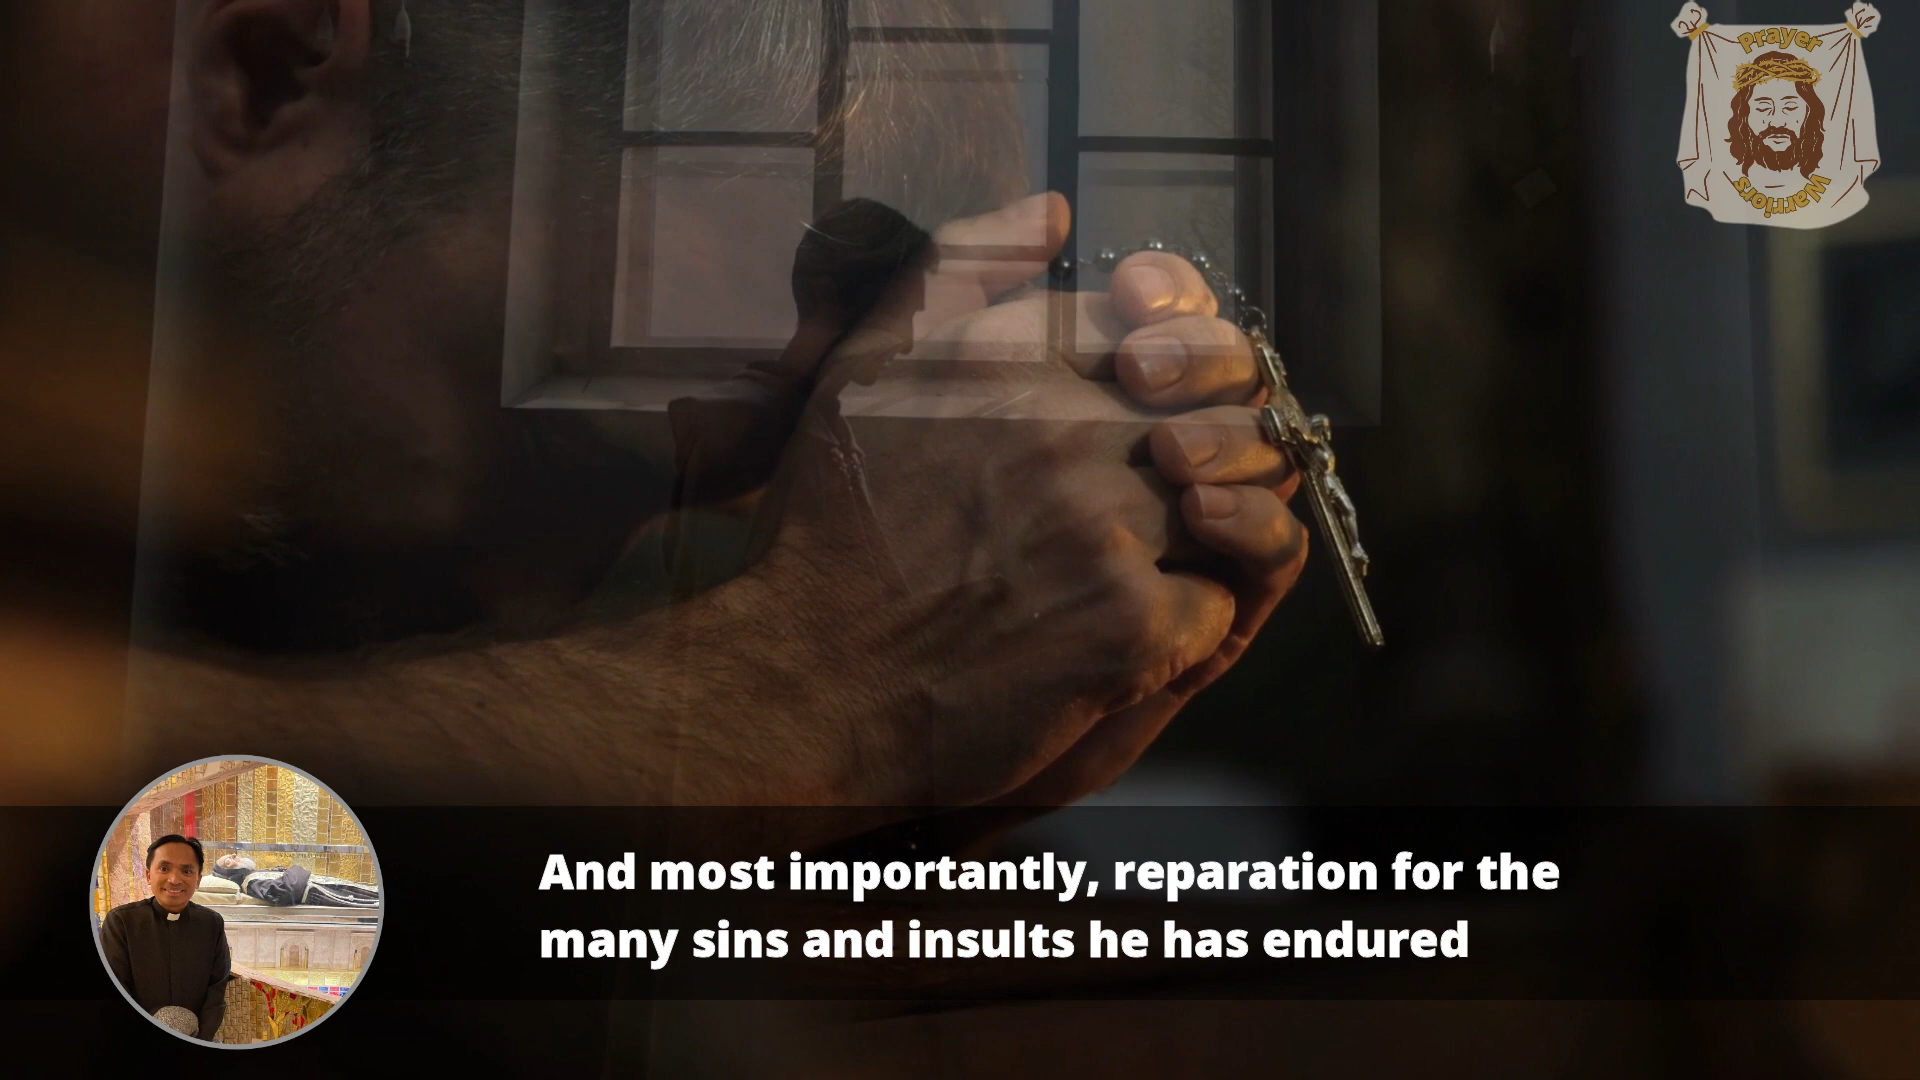 Prayer
Warriors
And most importantly, reparation for the
many sins and insults he has endured